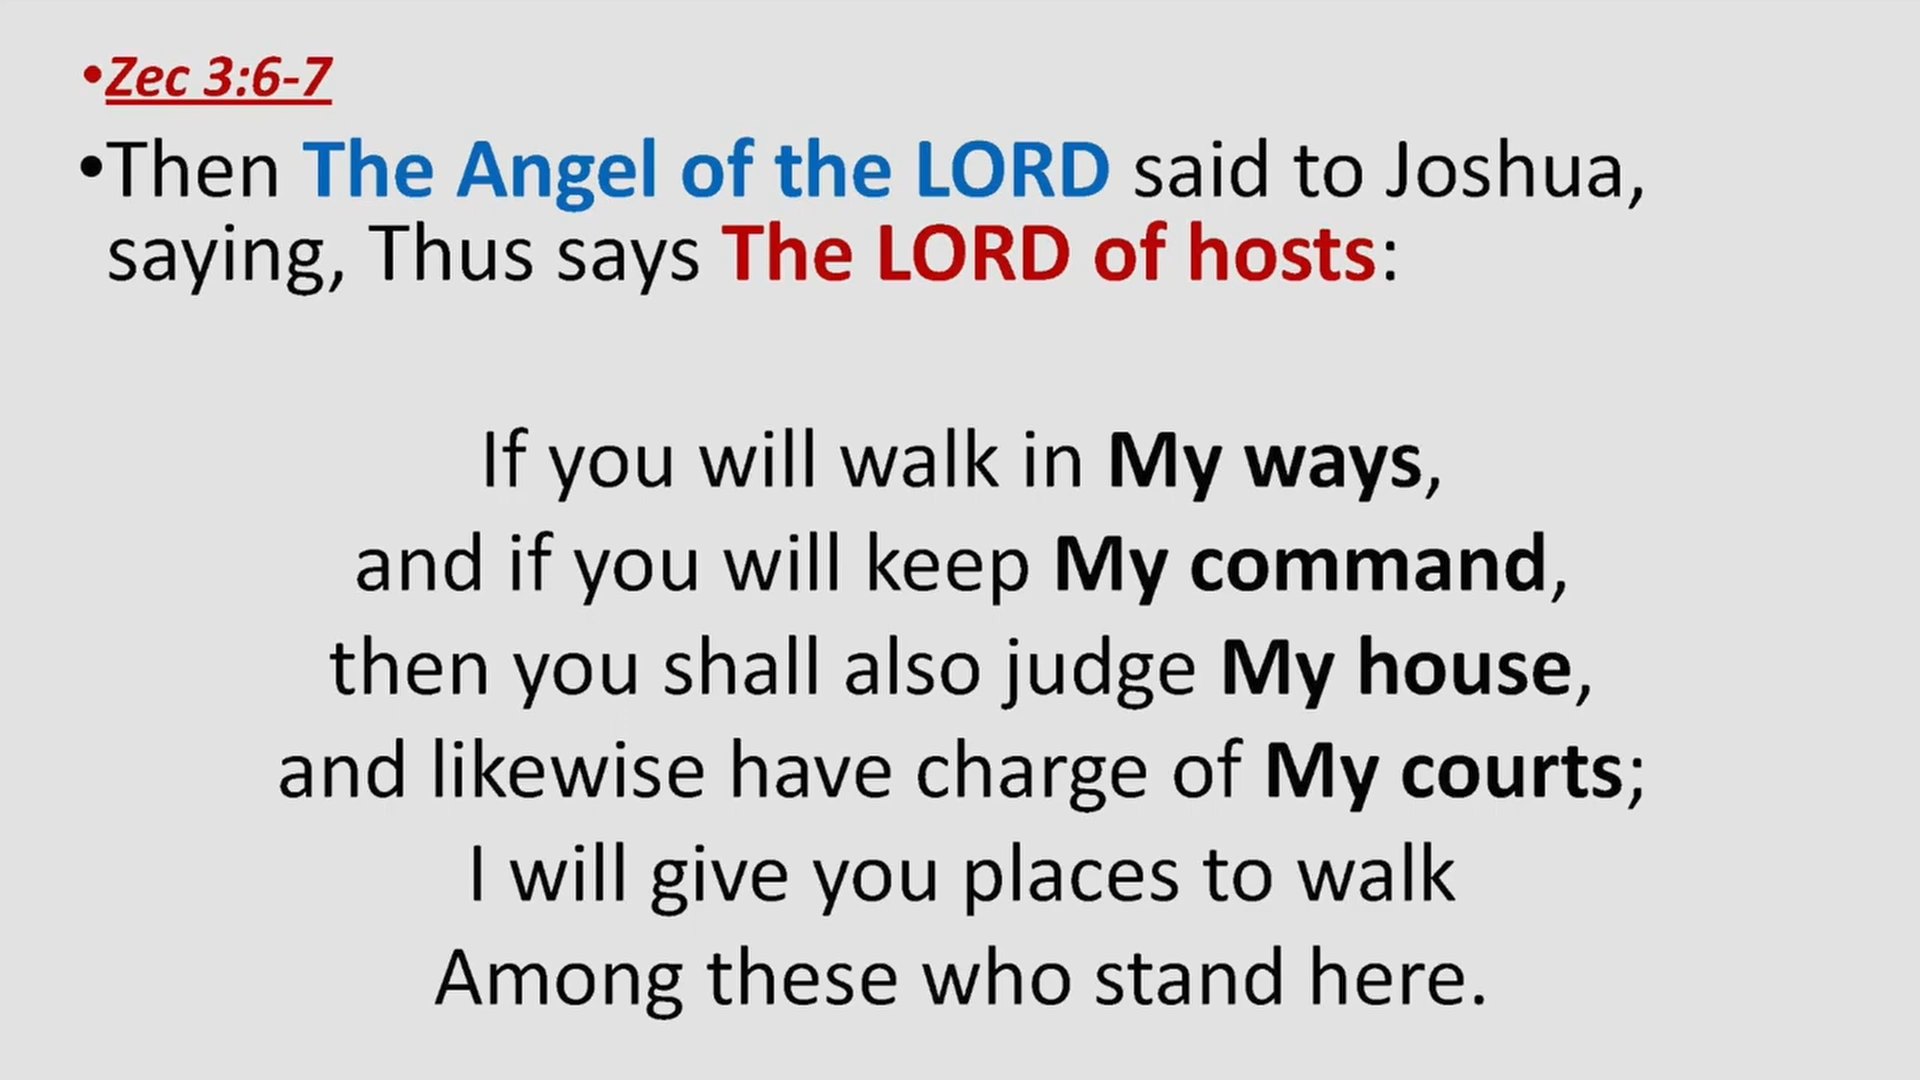 •Zec 3:6-7
•Then The Angel of the LORD said to Joshua,
saying, Thus says The LORD of hosts:
If you will walk in My ways,
and if you will keep My command,
then you shall also judge My house,
and likewise have charge of My courts;
I will give you places to walk
Among these who stand here.